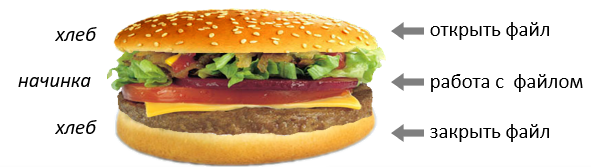 хлеб
открыть файл
начинка
работа с файлом
хлеб
закрыть файл